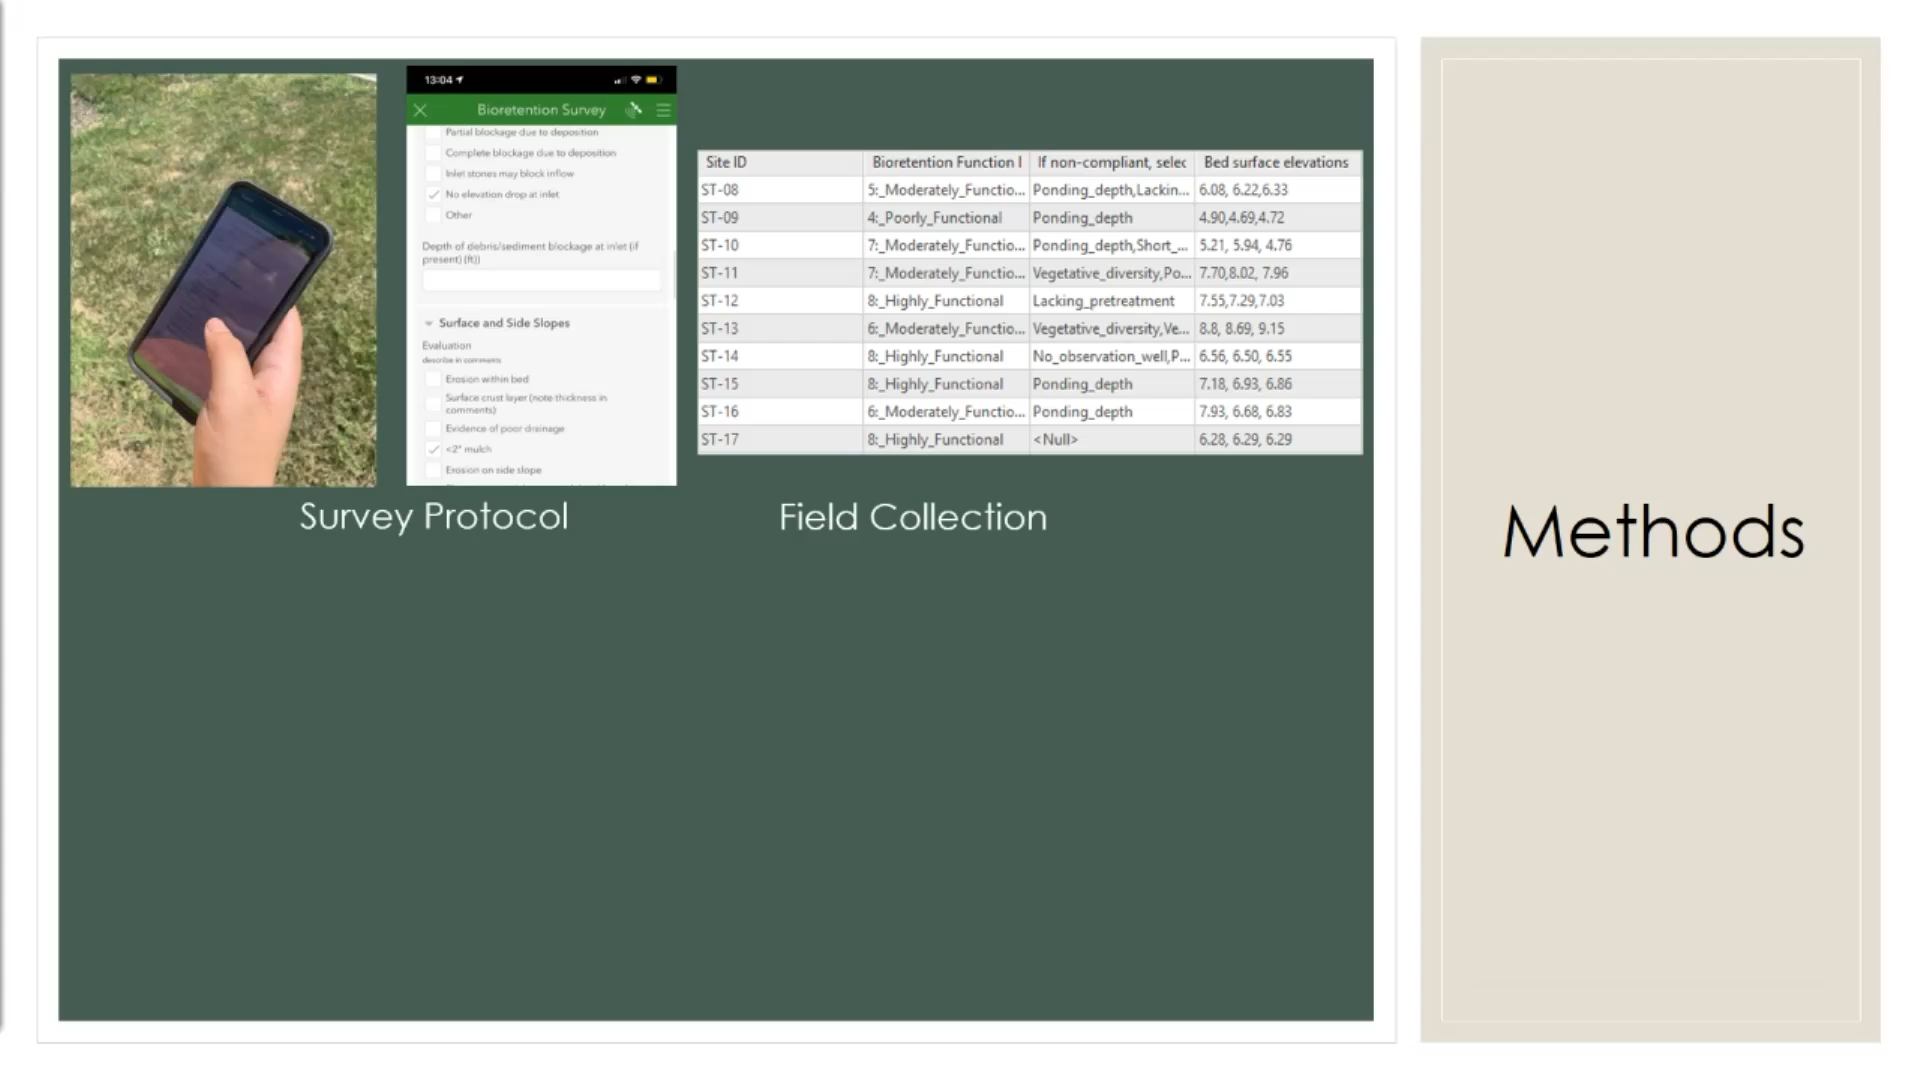 13:04
Bioretention Survey
Partial blockage due to deposition
Complete blockage due to deposition
Inlet stones may block inflow
No elevation drop at inlet
Other
Depth of debris/sediment blockage at inlet (if
present) (ft))
Surface and Side Slopes
Evaluation
describe in comments
Erosion within bed
Surface crust layer (note thickness in
comments)
Evidence of poor drainage
<2" mulch
Erosion on side slope
Survey Protocol
Site ID Bioretention Function I If non-compliant, selec Bed surface elevations
ST-08 5:_Moderately_Functio... Ponding_depth,Lackin... 6.08, 6.22,6.33
ST-09 4:_Poorly_Functional Ponding_depth 4.90,4.69,4.72
ST-10 7:_Moderately_Functio... Ponding_depth,Short_... 5.21, 5.94, 4.76
ST-11 7:_Moderately_Functio... Vegetative_diversity,Po... 7.70,8.02, 7.96
ST-12 8:_Highly_Functional Lacking_pretreatment 7.55,7.29,7.03
ST-13 6:_Moderately_Functio... Vegetative_diversity,Ve... 8.8, 8.69, 9.15
ST-14 8:_Highly_Functional No_observation_well,P... 6.56, 6.50, 6.55
ST-15 8:_Highly_Functional Ponding_depth 7.18, 6.93, 6.86
ST-16 6:_Moderately_Functio... Ponding_depth 7.93, 6.68, 6.83
ST-17 8:_Highly_Functional <Null> 6.28, 6.29, 6.29
Field Collection
Methods